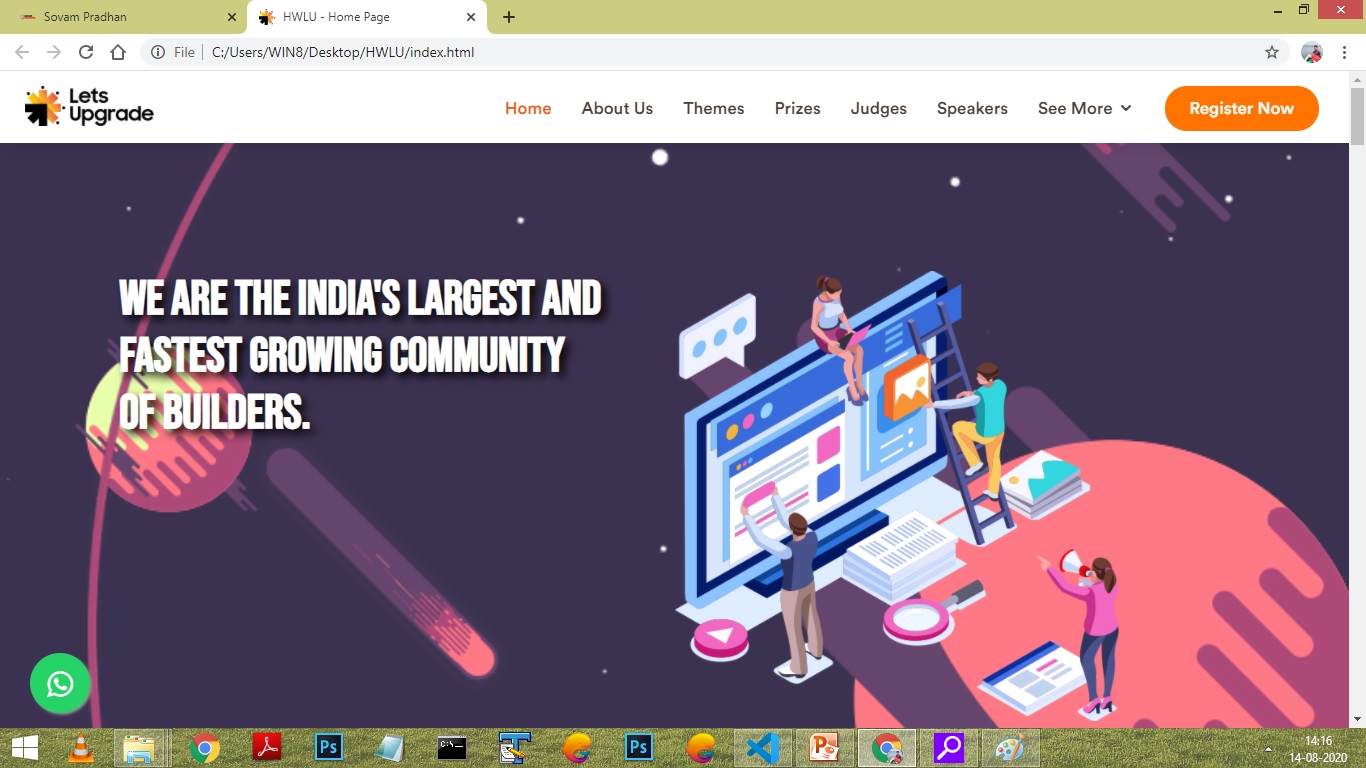 Sovam Pradhan
HWLU - Home Page
File
C:/Users/WIN8/Desktop/HWLU/index.html
Lets
Upgrade
Home
About Us
Themes
Prizes
Judges
Speakers
See More
Register Now
WE ARE THE INDIA'S LARGEST AND
FASTEST GROWING COMMUNITY
OF BUILDERS.
Ps
C:\.
Ps
14:16
14-08-2020